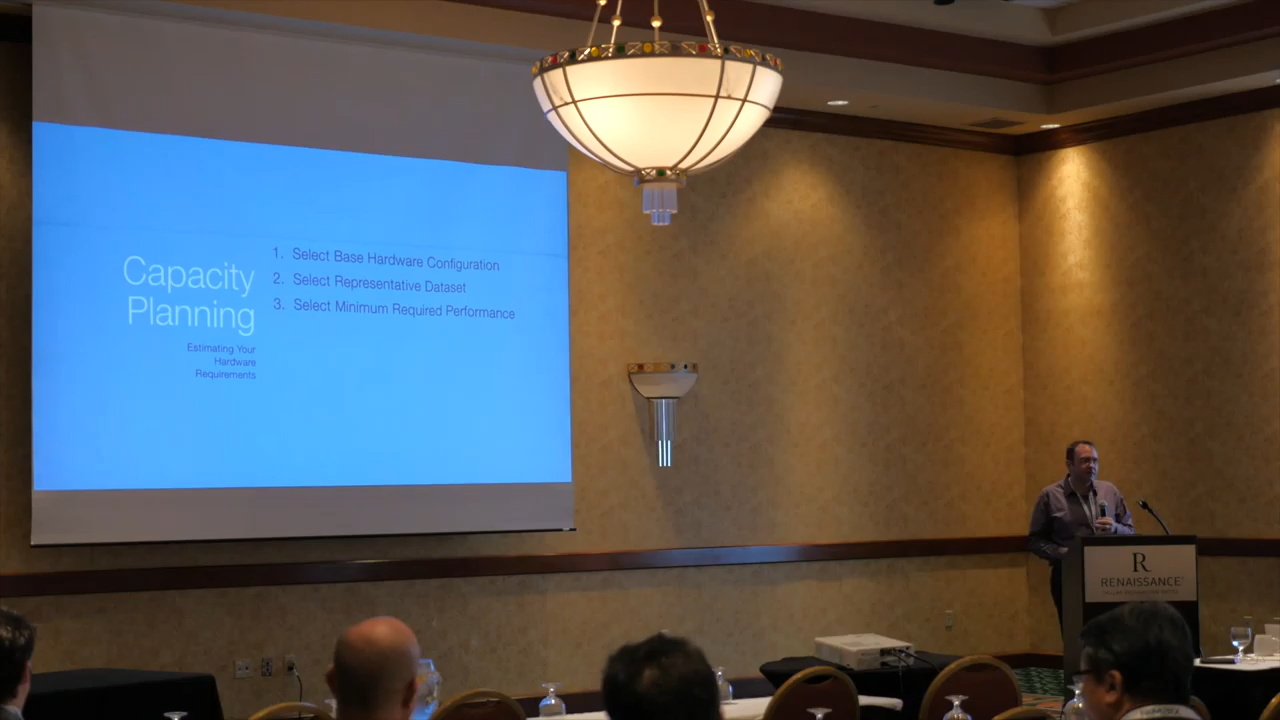 Capacity
Planning
Estimating Your
Hardware
Requirements
1. Select Base Hardware Configuration
2. Select Representative Dataset
3. Select Minimum Required Performance
R
RENAISSANCE